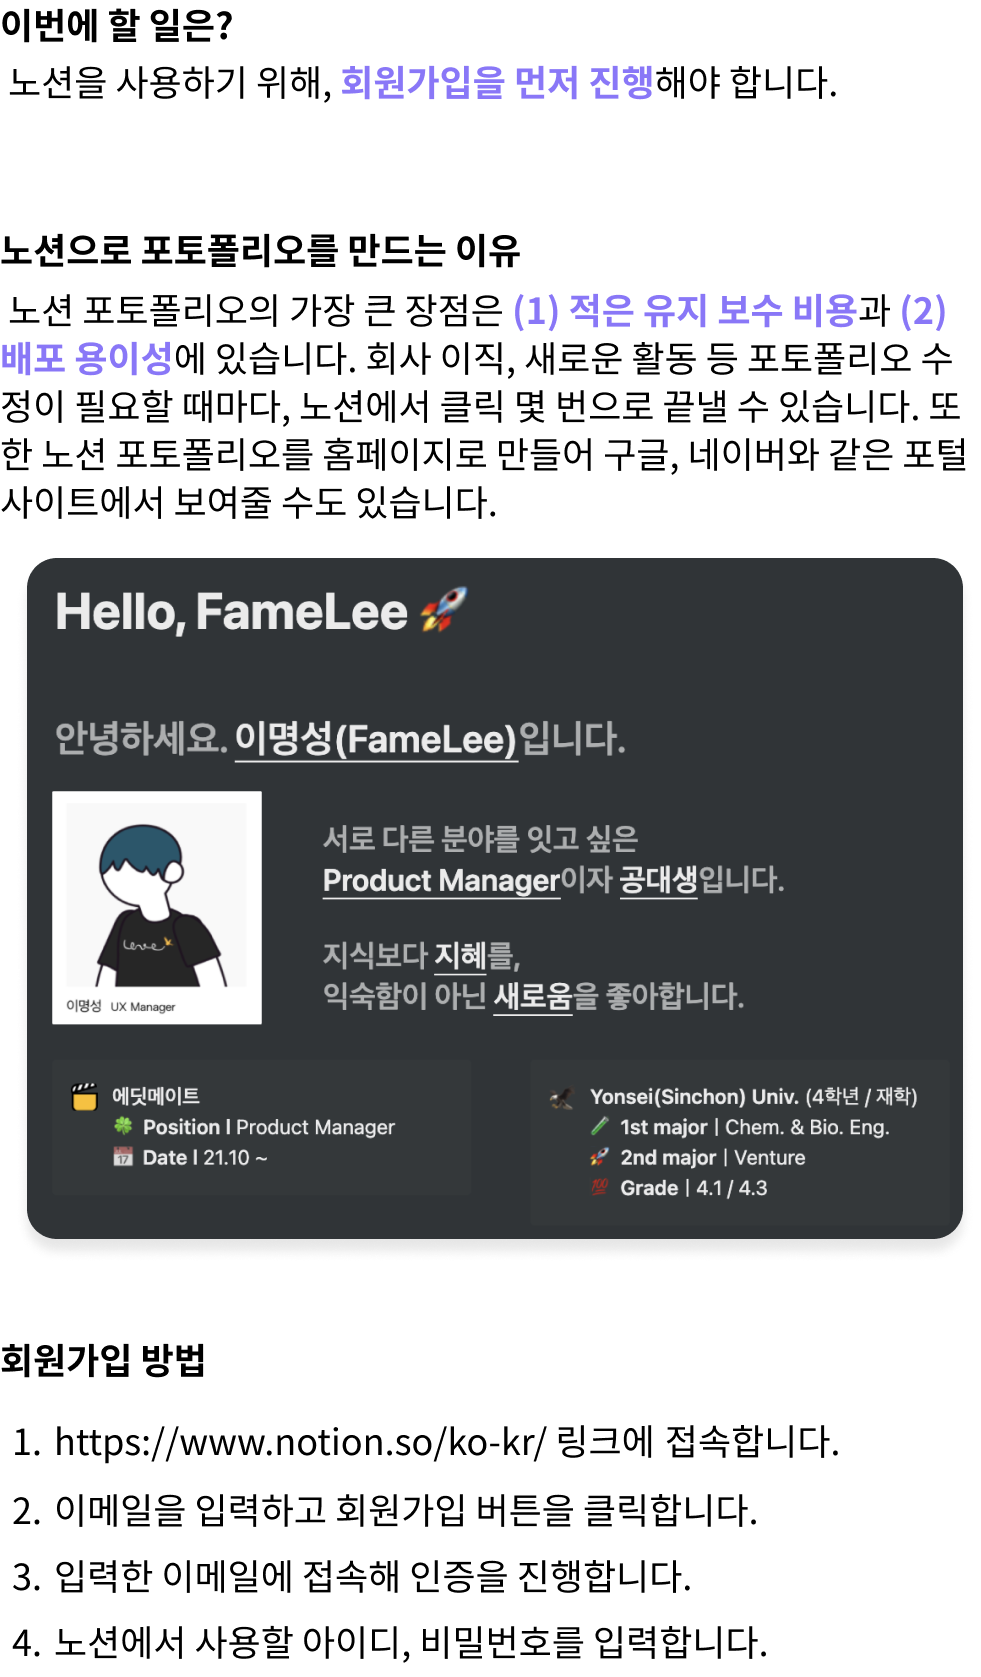 이번에 할 일은?
노션을 사용하기 위해, 회원가입을 먼저 진행해야 합니다.
노션으로 포토폴리오를 만드는 이유
노션 포토폴리오의 가장 큰 장점은 (1) 적은 유지 보수 비용과 (2)
배포 용이성에 있습니다. 회사 이직, 새로운 활동 등 포토폴리오 수
정이 필요할 때마다, 노션에서 클릭 몇 번으로 끝낼 수 있습니다. 또
한 노션 포토폴리오를 홈페이지로 만들어 구글, 네이버와 같은 포털
사이트에서 보여줄 수도 있습니다.
Hello, FameLee 🚀
안녕하세요. 이명성(FameLee)입니다.
서로 다른 분야를 잇고 싶은
Product Manager이자 공대생입니다.
지식보다 지혜를,
익숙함이 아닌 새로움을 좋아합니다.
Love
이명성 UX Manager
에딧메이트
Position | Product Manager
17 Date | 21.10 ~
Yonsei(Sinchon) Univ. (4학년 / 재학)
1st major | Chem. & Bio. Eng.
2nd major | Venture
💯 Grade | 4.1 / 4.3
회원가입 방법
1. https://www.notion.so/ko-kr/ 링크에 접속합니다.
2. 이메일을 입력하고 회원가입 버튼을 클릭합니다.
3. 입력한 이메일에 접속해 인증을 진행합니다.
4. 노션에서 사용할 아이디, 비밀번호를 입력합니다.